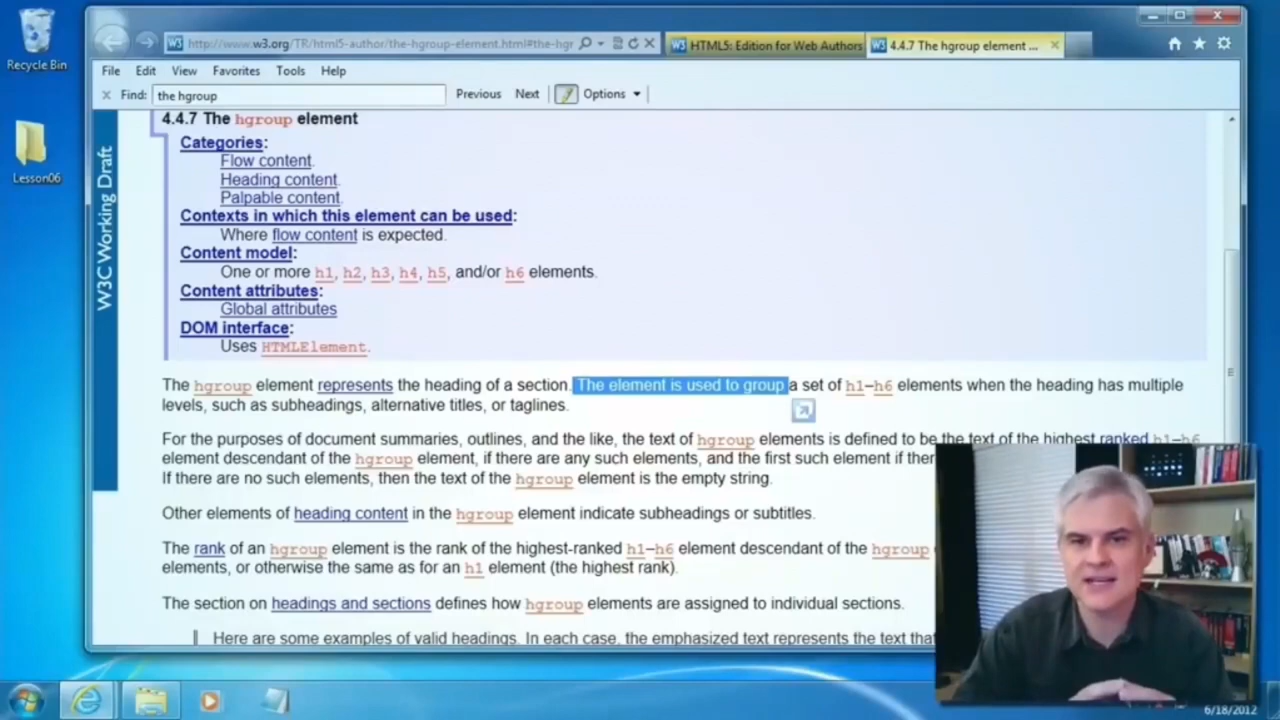 Recycle Bin
Lesson06
http://www.w3.org/TR/html5-author/the-hgroup-element.html#the-hgr
HTML5: Edition for Web Authors
4.4.7 The hgroup element ...
File Edit View Favorites Tools Help
Find: the hgroup Previous Next Options
W3C Working Draft
4.4.7 The hgroup element
Categories:
Flow content.
Heading content.
Palpable content.
Contexts in which this element can be used:
Where flow content is expected.
Content model:
One or more h1, h2, h3, h4, h5, and/or h6 elements.
Content attributes:
Global attributes
DOM interface:
Uses HTMLElement.
The hgroup element represents the heading of a section. The element is used to group a set of h1–h6 elements when the heading has multiple
levels, such as subheadings, alternative titles, or taglines.
For the purposes of document summaries, outlines, and the like, the text of hgroup elements is defined to be the text of the highest ranked h1–h6
element descendant of the hgroup element, if there are any such elements, and the first such element if ther
If there are no such elements, then the text of the hgroup element is the empty string.
Other elements of heading content in the hgroup element indicate subheadings or subtitles.
The rank of an hgroup element is the rank of the highest-ranked h1–h6 element descendant of the hgroup
elements, or otherwise the same as for an h1 element (the highest rank).
The section on headings and sections defines how hgroup elements are assigned to individual sections.
Here are some examples of valid headings. In each case, the emphasized text represents the text that
6/18/2012